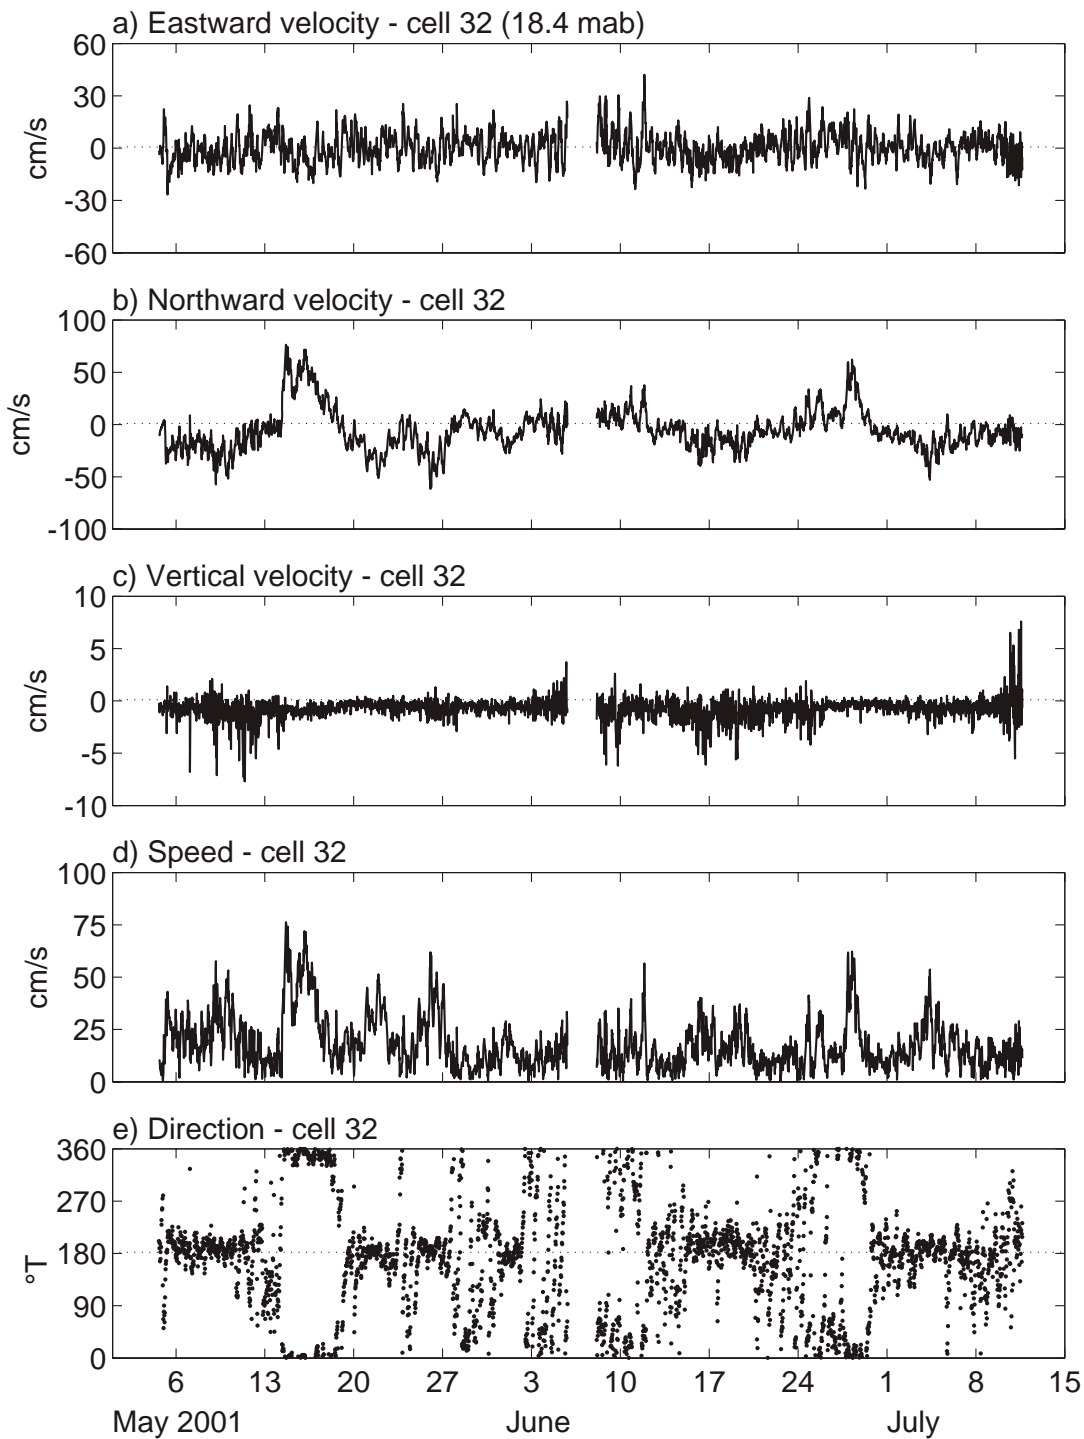 a) Eastward velocity - cell 32 (18.4 mab)
60
30
0
-30
-60
cm/s
b) Northward velocity - cell 32
100
50
0
-50
-100
cm/s
c) Vertical velocity - cell 32
10
5
0
-5
-10
cm/s
d) Speed - cell 32
100
75
50
25
0
cm/s
e) Direction - cell 32
360
270
180
90
0
°T
6 13 20 27 3 10 17 24 1 8 15
May 2001 June July